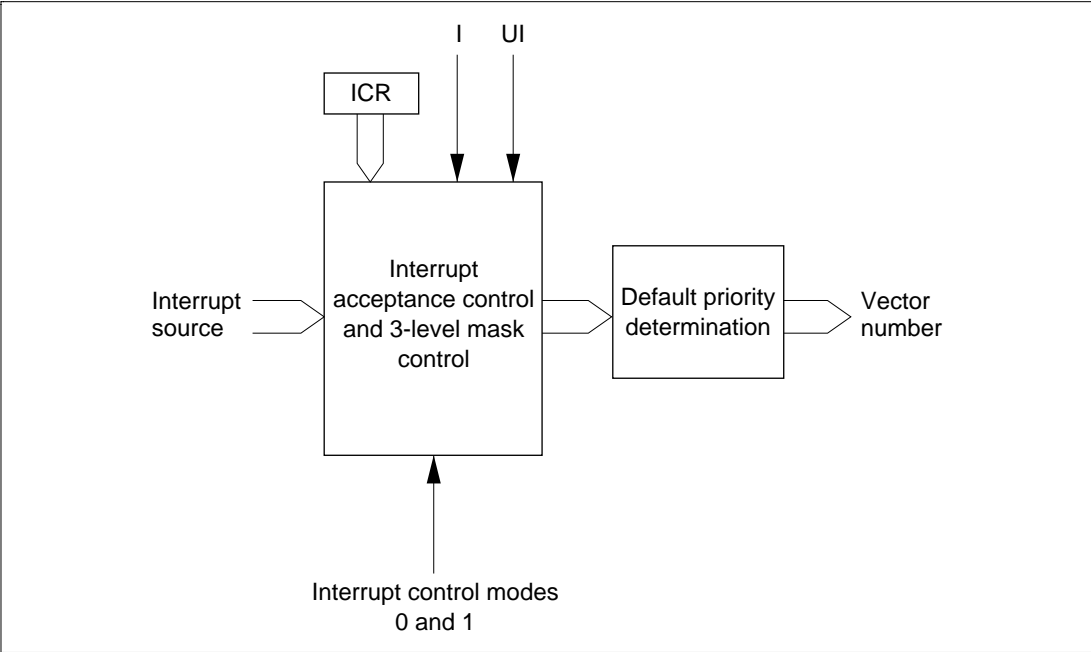 I UI
ICR
Interrupt
acceptance control
and 3-level mask
control
Interrupt
source
Default priority
determination
Vector
number
Interrupt control modes
0 and 1